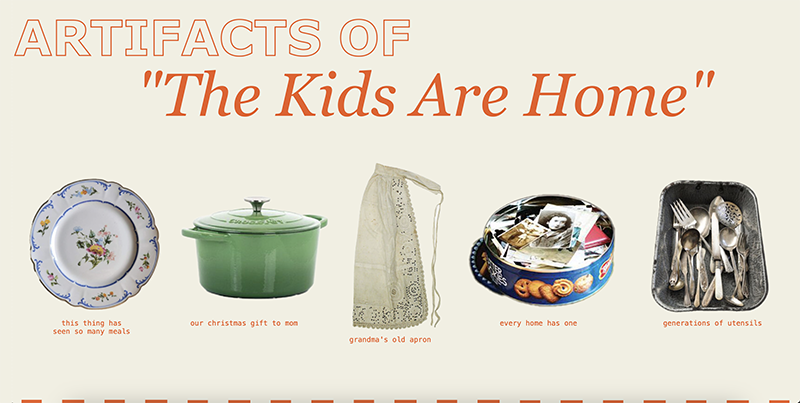 ARTIFACTS OF
"The Kids Are Home"
this thing has
seen so many meals
our christmas gift to mom
grandma's old apron
every home has one
generations of utensils